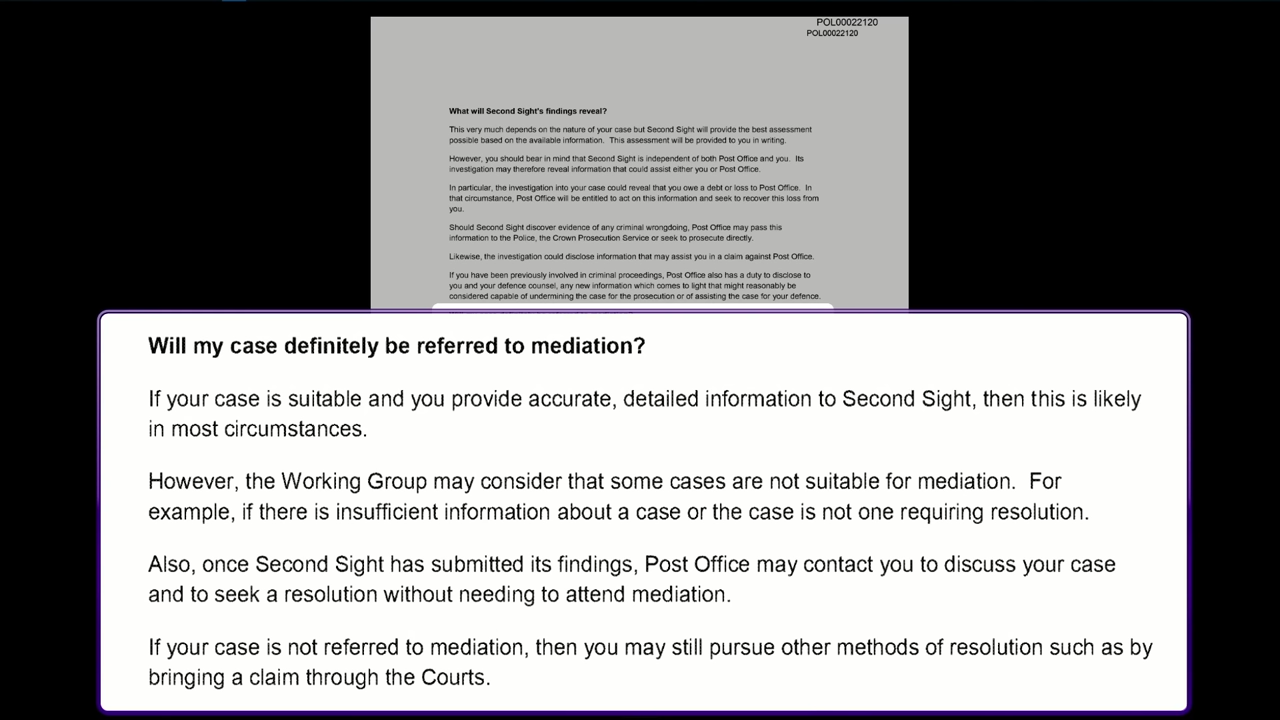 POL00022120
POL00022120
What will Second Sight's findings reveal?
This very much depends on the nature of your case but Second Sight will provide the best assessment
possible based on the available information.  This assessment will be provided to you in writing.
However, you should bear in mind that Second Sight is independent of both Post Office and you.  Its
investigation may therefore reveal information that could assist either you or Post Office.
In particular, the investigation into your case could reveal that you owe a debt or loss to Post Office.  In
that circumstance, Post Office will be entitled to act on this information and seek to recover this loss from
you.
Should Second Sight discover evidence of any criminal wrongdoing, Post Office may pass this
information to the Police, the Crown Prosecution Service or seek to prosecute directly.
Likewise, the investigation could disclose information that may assist you in a claim against Post Office.
If you have been previously involved in criminal proceedings, Post Office also has a duty to disclose to
you and your defence counsel, any new information which comes to light that might reasonably be
considered capable of undermining the case for the prosecution or of assisting the case for your defence.
Will my case definitely be referred to mediation?
If your case is suitable and you provide accurate, detailed information to Second Sight, then this is likely
in most circumstances.
However, the Working Group may consider that some cases are not suitable for mediation.  For
example, if there is insufficient information about a case or the case is not one requiring resolution.
Also, once Second Sight has submitted its findings, Post Office may contact you to discuss your case
and to seek a resolution without needing to attend mediation.
If your case is not referred to mediation, then you may still pursue other methods of resolution such as by
bringing a claim through the Courts.